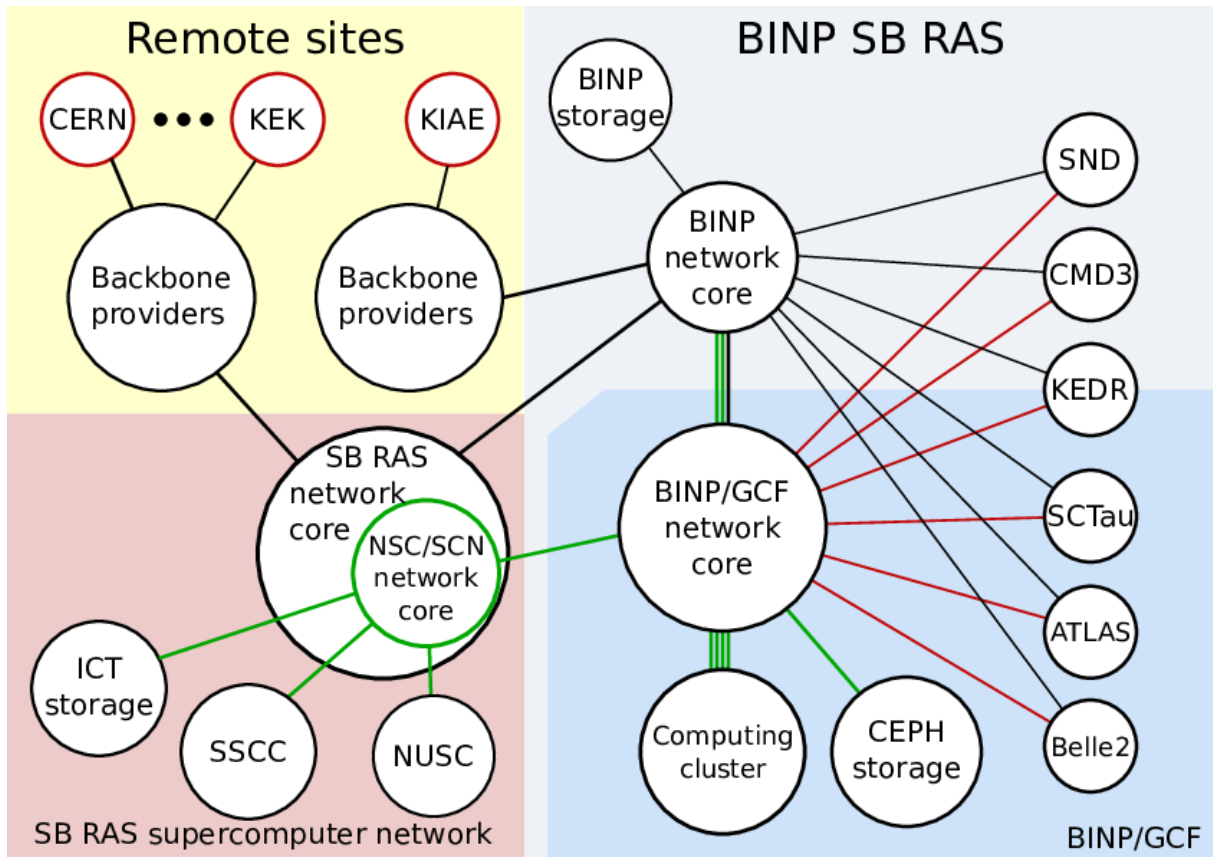 Remote sites
BINP SB RAS
CERN
KEK
KIAE
BINP
storage
SND
BINP
network
core
Backbone
providers
Backbone
providers
CMD3
KEDR
SB RAS
network
core
NSC/SCN
network
core
BINP/GCF
network
core
SCTau
ATLAS
ICT
storage
SSCC
NUSC
Computing
cluster
CEPH
storage
Belle2
SB RAS supercomputer network
BINP/GCF